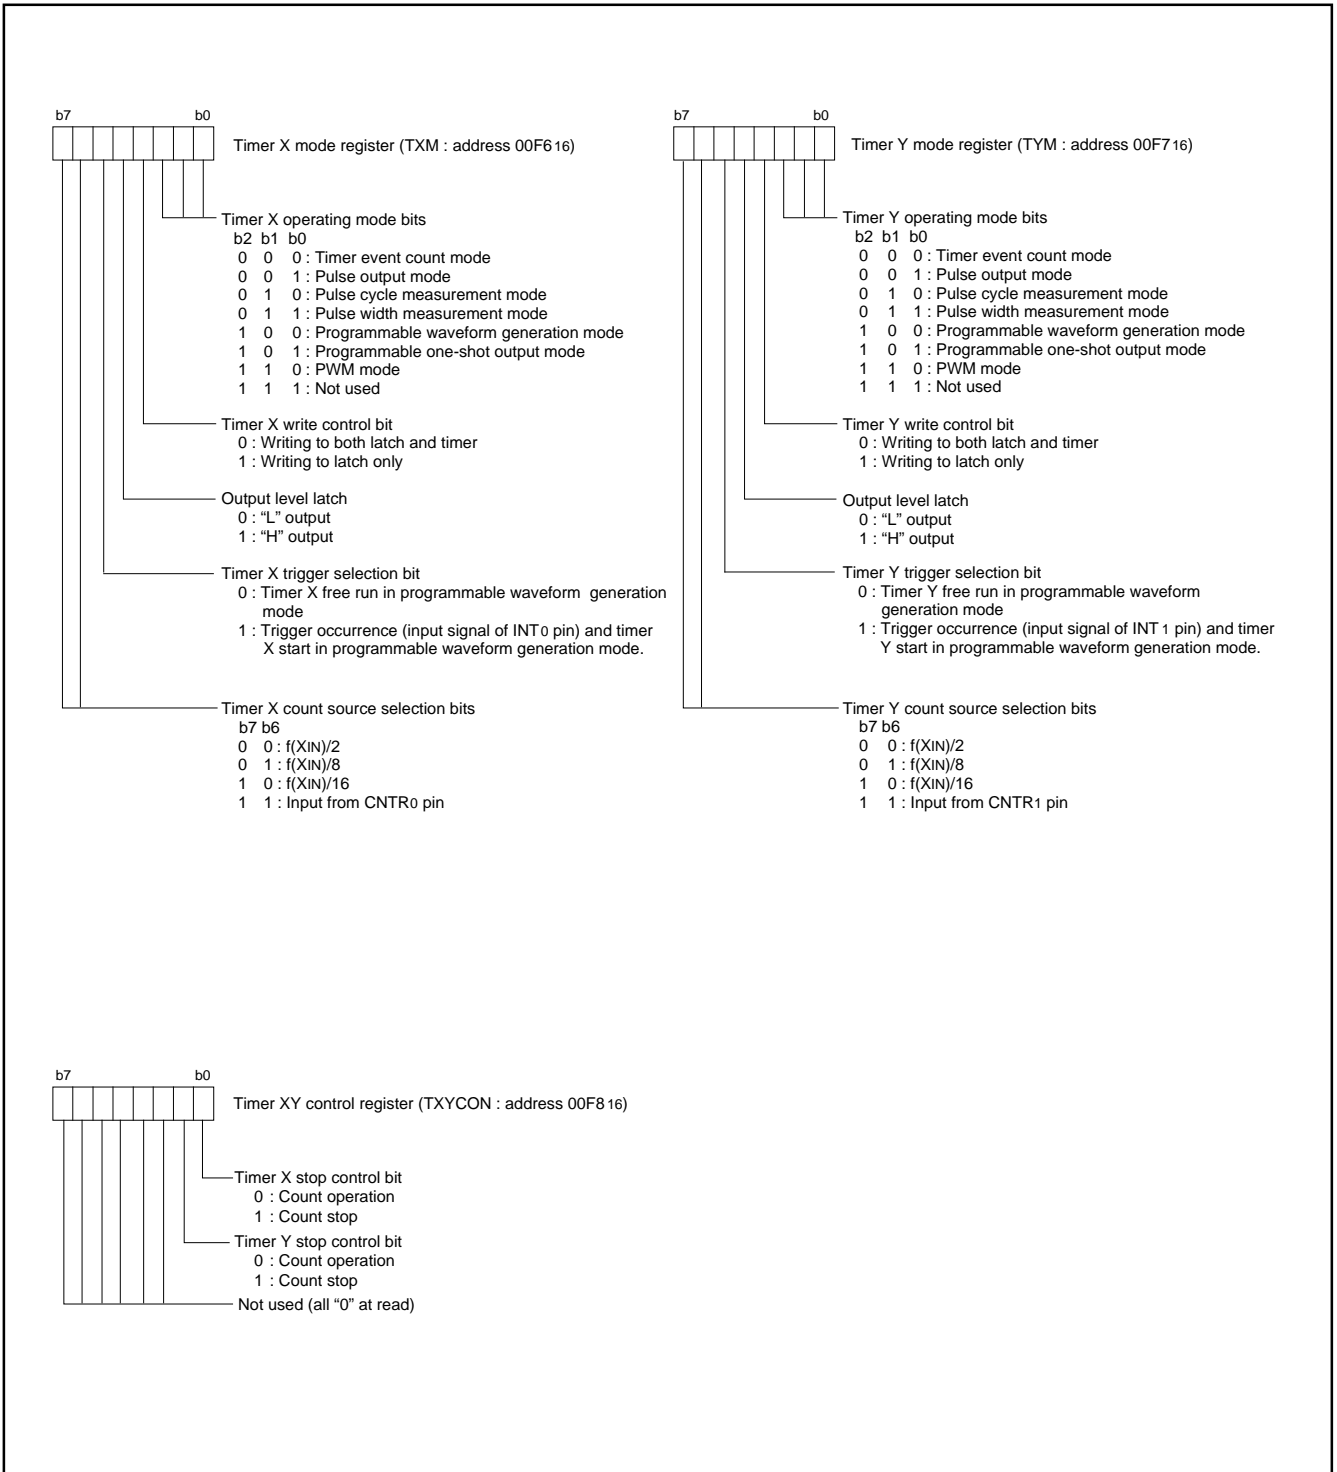 b7 b0
Timer X mode register (TXM : address 00F616)
Timer X operating mode bits
b2 b1 b0
0 0 0 : Timer event count mode
0 0 1 : Pulse output mode
0 1 0 : Pulse cycle measurement mode
0 1 1 : Pulse width measurement mode
1 0 0 : Programmable waveform generation mode
1 0 1 : Programmable one-shot output mode
1 1 0 : PWM mode
1 1 1 : Not used
Timer X write control bit
0 : Writing to both latch and timer
1 : Writing to latch only
Output level latch
0 : “L” output
1 : “H” output
Timer X trigger selection bit
0 : Timer X free run in programmable waveform generation
mode
1 : Trigger occurrence (input signal of INT0 pin) and timer
X start in programmable waveform generation mode.
Timer X count source selection bits
b7 b6
0 0 : f(XIN)/2
0 1 : f(XIN)/8
1 0 : f(XIN)/16
1 1 : Input from CNTR0 pin
b7 b0
Timer Y mode register (TYM : address 00F716)
Timer Y operating mode bits
b2 b1 b0
0 0 0 : Timer event count mode
0 0 1 : Pulse output mode
0 1 0 : Pulse cycle measurement mode
0 1 1 : Pulse width measurement mode
1 0 0 : Programmable waveform generation mode
1 0 1 : Programmable one-shot output mode
1 1 0 : PWM mode
1 1 1 : Not used
Timer Y write control bit
0 : Writing to both latch and timer
1 : Writing to latch only
Output level latch
0 : “L” output
1 : “H” output
Timer Y trigger selection bit
0 : Timer Y free run in programmable waveform
generation mode
1 : Trigger occurrence (input signal of INT1 pin) and timer
Y start in programmable waveform generation mode.
Timer Y count source selection bits
b7 b6
0 0 : f(XIN)/2
0 1 : f(XIN)/8
1 0 : f(XIN)/16
1 1 : Input from CNTR1 pin
b7 b0
Timer XY control register (TXYCON : address 00F816)
Timer X stop control bit
0 : Count operation
1 : Count stop
Timer Y stop control bit
0 : Count operation
1 : Count stop
Not used (all “0” at read)